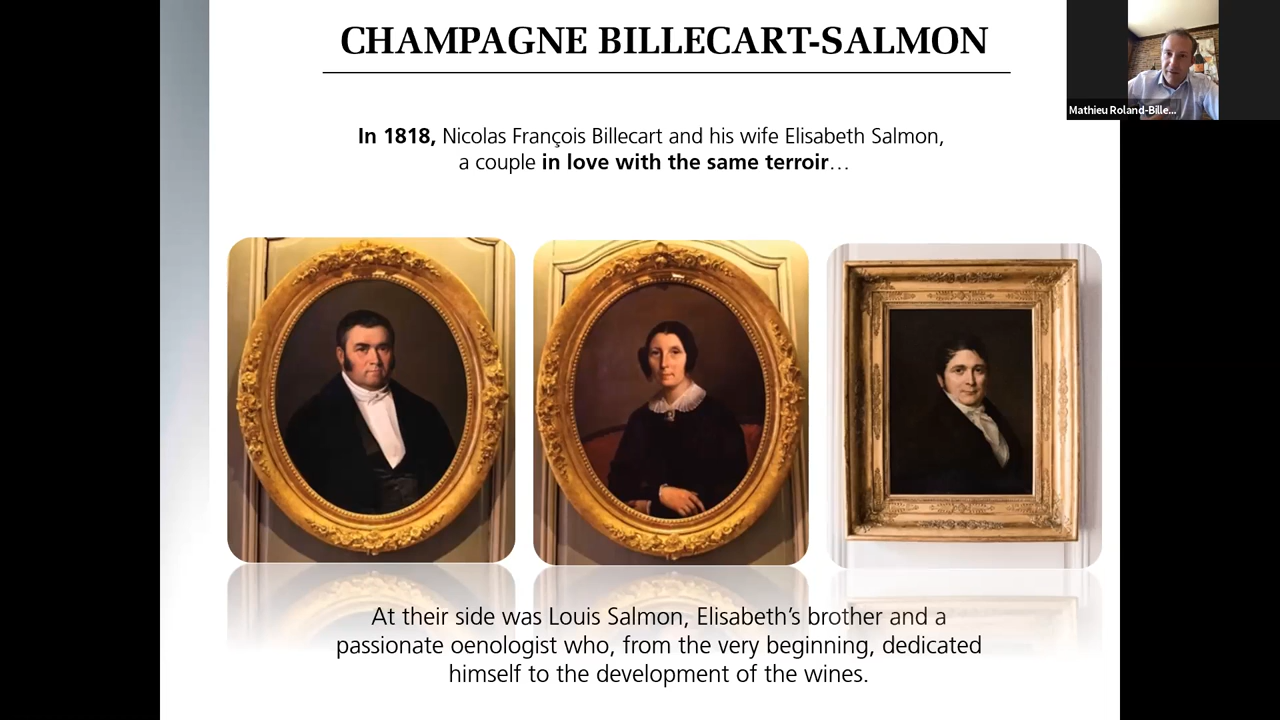 CHAMPAGNE BILLECART-SALMON
In 1818, Nicolas François Billecart and his wife Elisabeth Salmon,
a couple in love with the same terroir…
At their side was Louis Salmon, Elisabeth’s brother and a
passionate oenologist who, from the very beginning, dedicated
himself to the development of the wines.
Mathieu Roland-Bille...